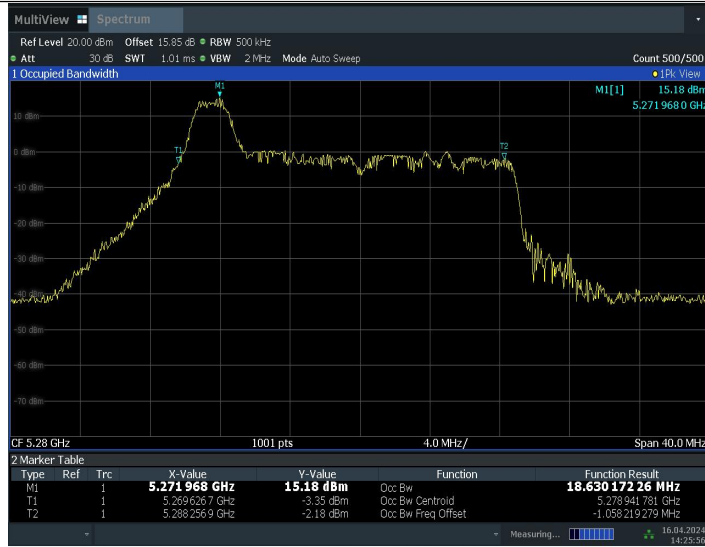 MultiView Spectrum
Ref Level 20.00 dBm Offset 15.85 dB RBW 500 kHz
Att 30 dB SWT 1.01 ms VBW 2 MHz Mode Auto Sweep Count 500/500
1 Occupied Bandwidth 1Pk View
M1[1] 15.18 dBm
5.271 968 0 GHz
M1
10 dBm
0 dBm
T1
T2
-10 dBm
-20 dBm
-30 dBm
-40 dBm
-50 dBm
-60 dBm
-70 dBm
CF 5.28 GHz 1001 pts 4.0 MHz/ Span 40.0 MHz
2 Marker Table
Type Ref Trc X-Value Y-Value Function Function Result
M1 1 5.271 968 GHz 15.18 dBm Occ Bw 18.630 172 26 MHz
T1 1 5.269 626 7 GHz -3.35 dBm Occ Bw Centroid 5.278 941 781 GHz
T2 1 5.288 256 9 GHz -2.18 dBm Occ Bw Freq Offset -1.058 219 279 MHz
Measuring... 16.04.2024
14:25:56